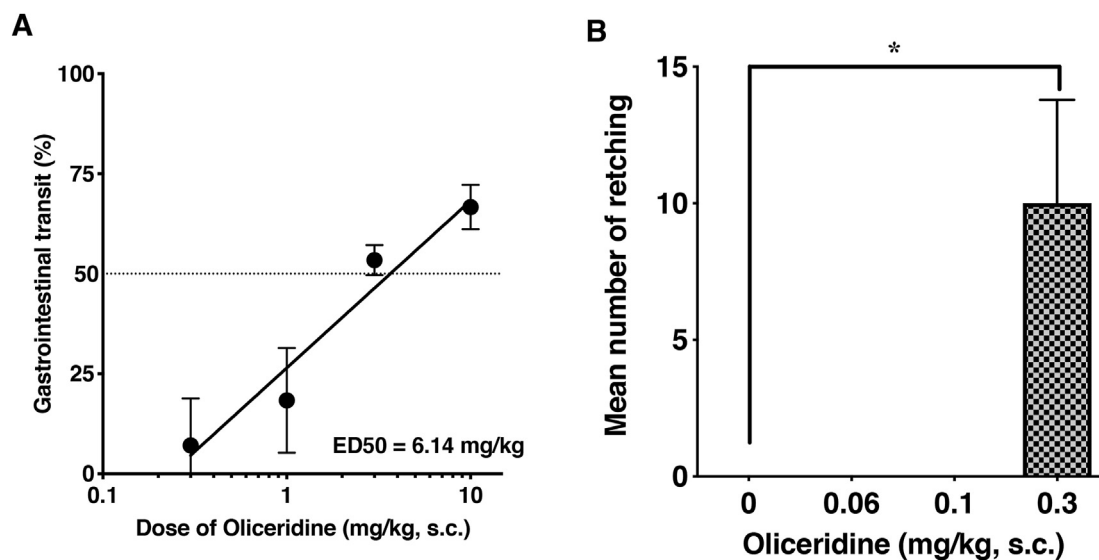 A
Gastrointestinal transit (%)
100
75
50
25
0
ED50 = 6.14 mg/kg
0.1 1 10
Dose of Oliceridine (mg/kg, s.c.)
B
Mean number of retching
*
15
10
5
0
0 0.06 0.1 0.3
Oliceridine (mg/kg, s.c.)